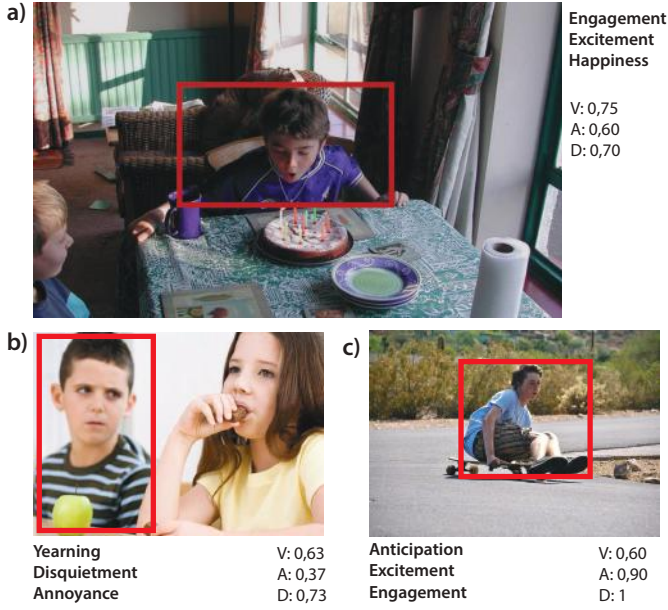 a)
Engagement
Excitement
Happiness
V: 0,75
A: 0,60
D: 0,70
b)
Yearning
Disquietment
Annoyance
V: 0,63
A: 0,37
D: 0,73
c)
Anticipation
Excitement
Engagement
V: 0,60
A: 0,90
D: 1